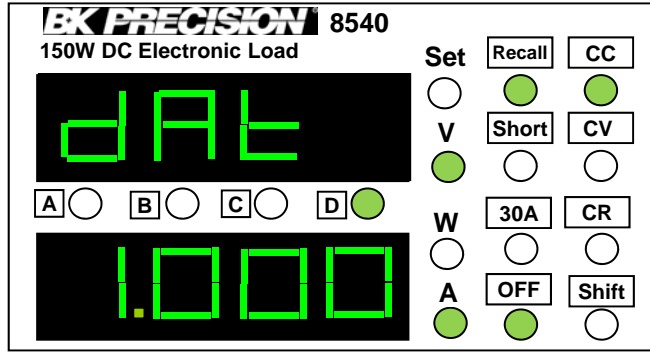 BK PRECISION® 8540
150W DC Electronic Load
Set Recall CC
dAt
V Short CV
A B C D
W 30A CR
1.000
A OFF Shift